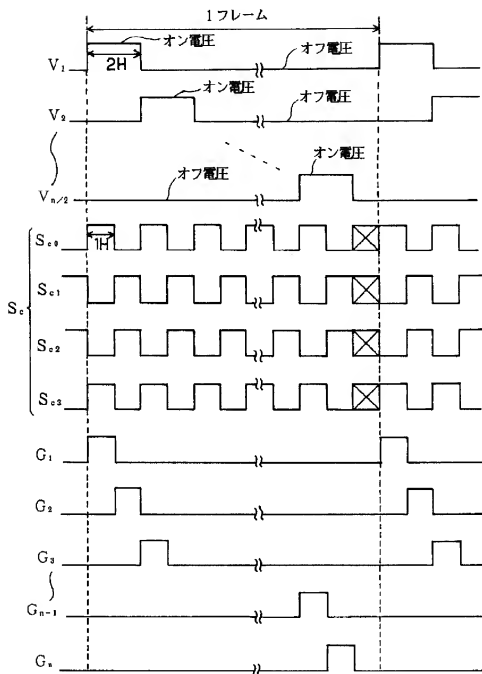 1フレーム
オン電圧
オフ電圧
V₁
2H
オン電圧
オフ電圧
V₂
オフ電圧
オン電圧
Vn/2
Sc0
1H
Sc1
Sc
Sc2
Sc3
G₁
G₂
G₃
Gn-1
Gn